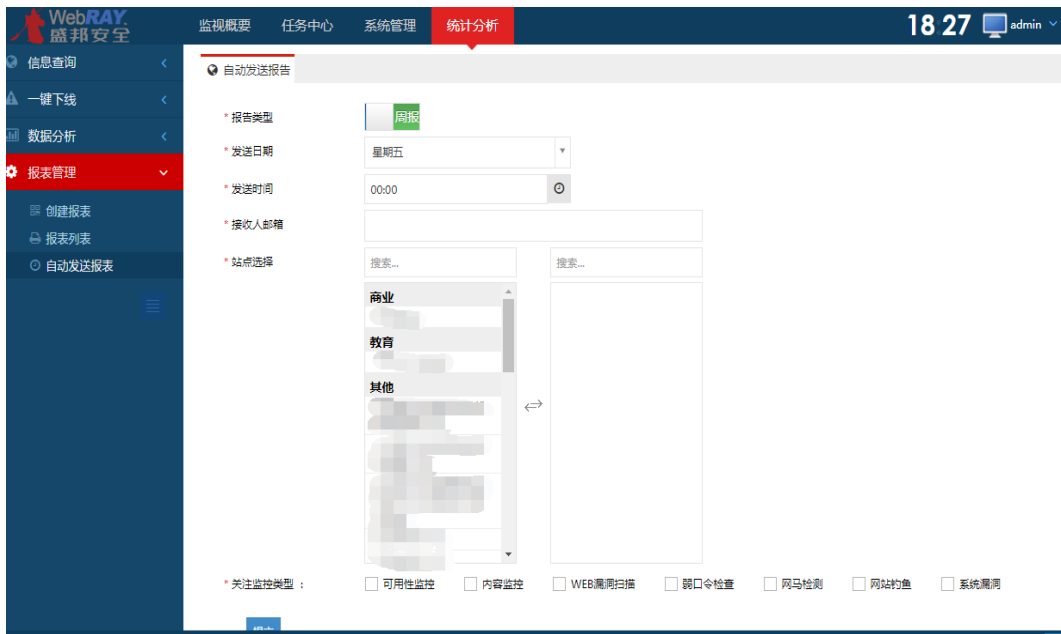 WebRAY.
盛邦安全
监视概要 任务中心 系统管理 统计分析
18:27 admin
信息查询
一键下线
数据分析
报表管理
创建报表
报表列表
自动发送报表
自动发送报告
* 报告类型 周报
* 发送日期 星期五
* 发送时间 00:00
* 接收人邮箱
* 站点选择 搜索... 搜索...
商业
教育
其他
* 关注监控类型 : 可用性监控 内容监控 WEB漏洞扫描 弱口令检查 网马检测 网站钓鱼 系统漏洞